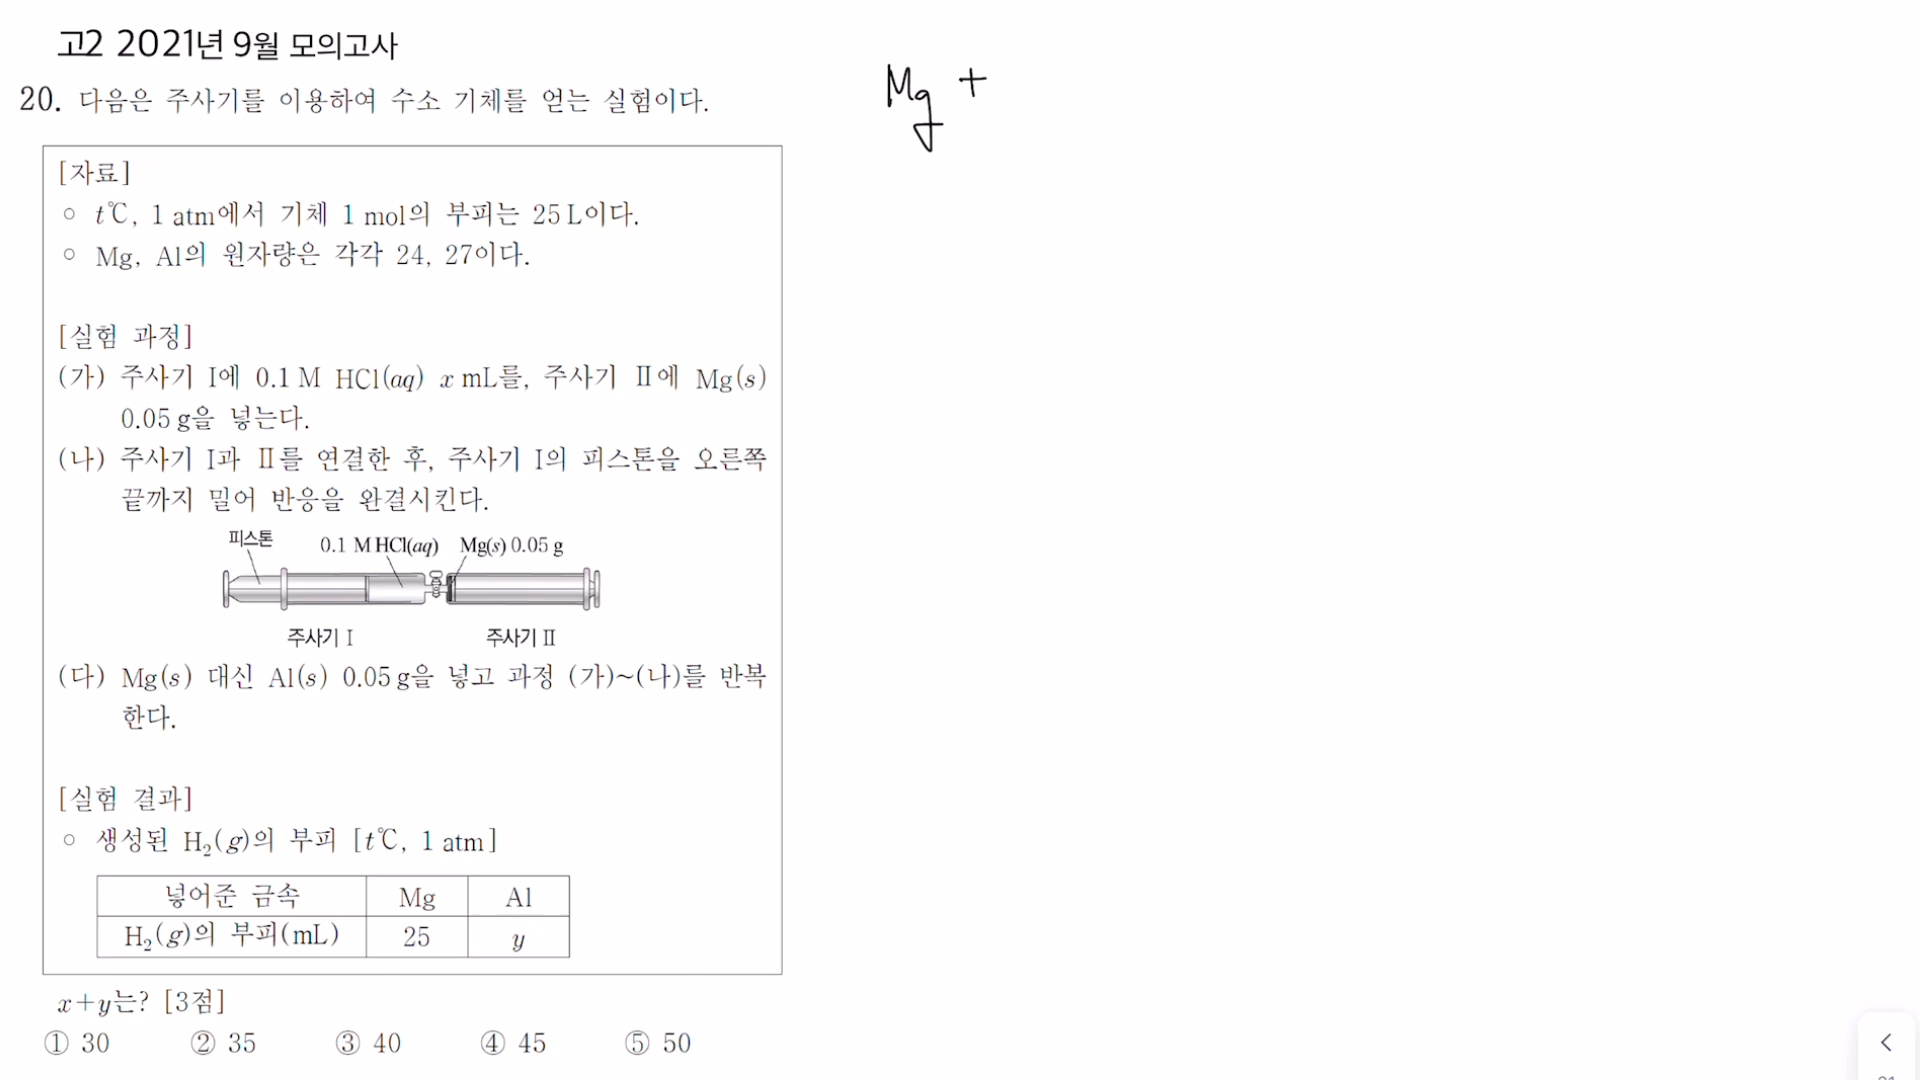 고2 2021년 9월 모의고사
Mg +
20. 다음은 주사기를 이용하여 수소 기체를 얻는 실험이다.
[자료]
○ t℃, 1 atm에서 기체 1 mol의 부피는 25 L이다.
○ Mg, Al의 원자량은 각각 24, 27이다.
[실험 과정]
(가) 주사기 Ⅰ에 0.1 M HCl(aq) x mL를, 주사기 Ⅱ에 Mg(s)
0.05 g을 넣는다.
(나) 주사기 Ⅰ과 Ⅱ를 연결한 후, 주사기 Ⅰ의 피스톤을 오른쪽
끝까지 밀어 반응을 완결시킨다.
피스톤 0.1 M HCl(aq) Mg(s) 0.05 g
주사기 Ⅰ 주사기 Ⅱ
(다) Mg(s) 대신 Al(s) 0.05 g을 넣고 과정 (가)~(나)를 반복
한다.
[실험 결과]
○ 생성된 H₂(g)의 부피 [t℃, 1 atm]
넣어준 금속 Mg Al
H₂(g)의 부피(mL) 25 y
x+y는? [3점]
① 30 ② 35 ③ 40 ④ 45 ⑤ 50